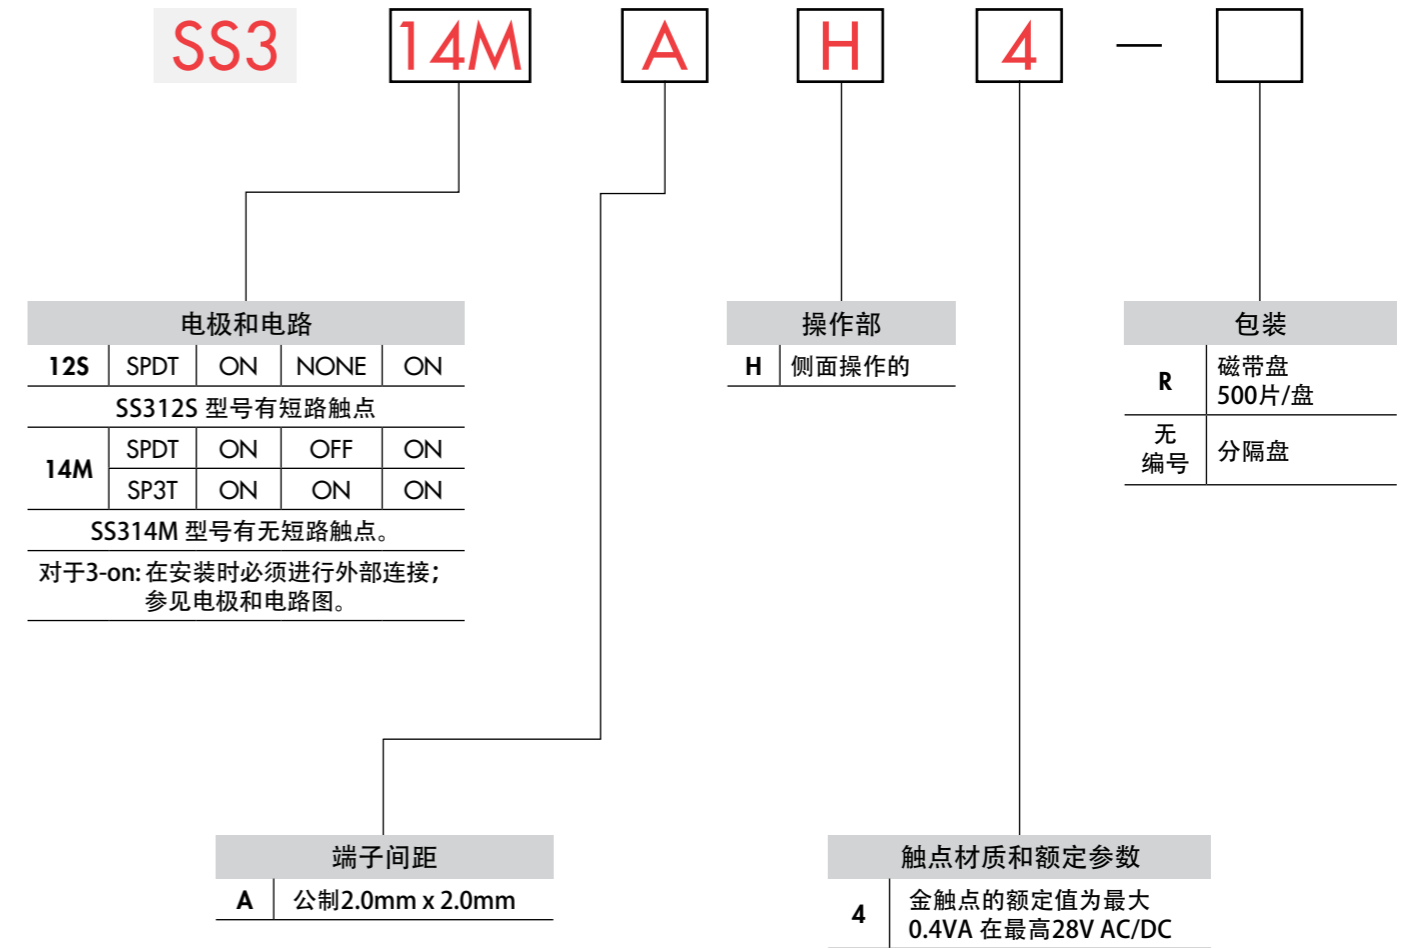 SS3 14M A H 4 —
电极和电路
12S SPDT ON NONE ON
SS312S 型号有短路触点
14M SPDT ON OFF ON
SP3T ON ON ON
SS314M 型号有无短路触点。
对于3-on: 在安装时必须进行外部连接；
参见电极和电路图。
操作部
H 侧面操作的
包装
R 磁带盘
500片/盘
无
编号 分隔盘
端子间距
A 公制2.0mm x 2.0mm
触点材质和额定参数
4 金触点的额定值为最大
0.4VA 在最高28V AC/DC